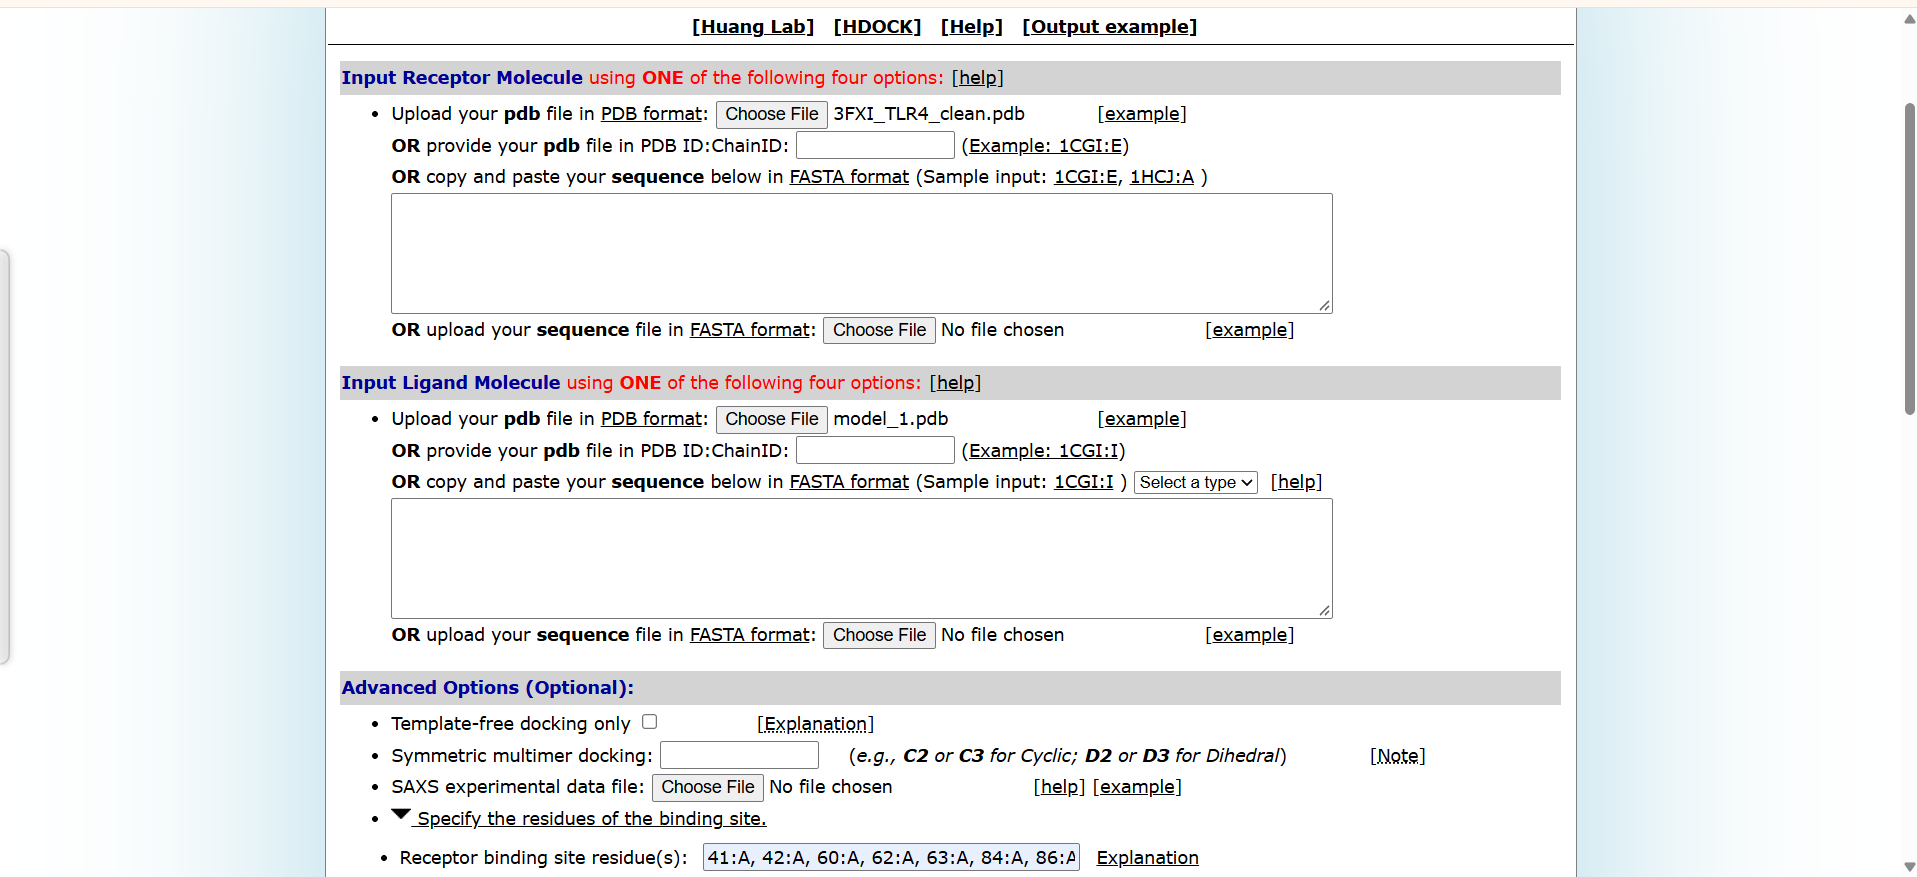 [Huang Lab] [HDOCK] [Help] [Output example]
Input Receptor Molecule using ONE of the following four options: [help]
• Upload your pdb file in PDB format: Choose File 3FXI_TLR4_clean.pdb [example]
OR provide your pdb file in PDB ID:ChainID: (Example: 1CGI:E)
OR copy and paste your sequence below in FASTA format (Sample input: 1CGI:E, 1HCJ:A )
OR upload your sequence file in FASTA format: Choose File No file chosen [example]
Input Ligand Molecule using ONE of the following four options: [help]
• Upload your pdb file in PDB format: Choose File model_1.pdb [example]
OR provide your pdb file in PDB ID:ChainID: (Example: 1CGI:I)
OR copy and paste your sequence below in FASTA format (Sample input: 1CGI:I ) Select a type [help]
OR upload your sequence file in FASTA format: Choose File No file chosen [example]
Advanced Options (Optional):
• Template-free docking only [Explanation]
• Symmetric multimer docking: (e.g., C2 or C3 for Cyclic; D2 or D3 for Dihedral) [Note]
• SAXS experimental data file: Choose File No file chosen [help] [example]
• Specify the residues of the binding site.
• Receptor binding site residue(s): 41:A, 42:A, 60:A, 62:A, 63:A, 84:A, 86:A Explanation